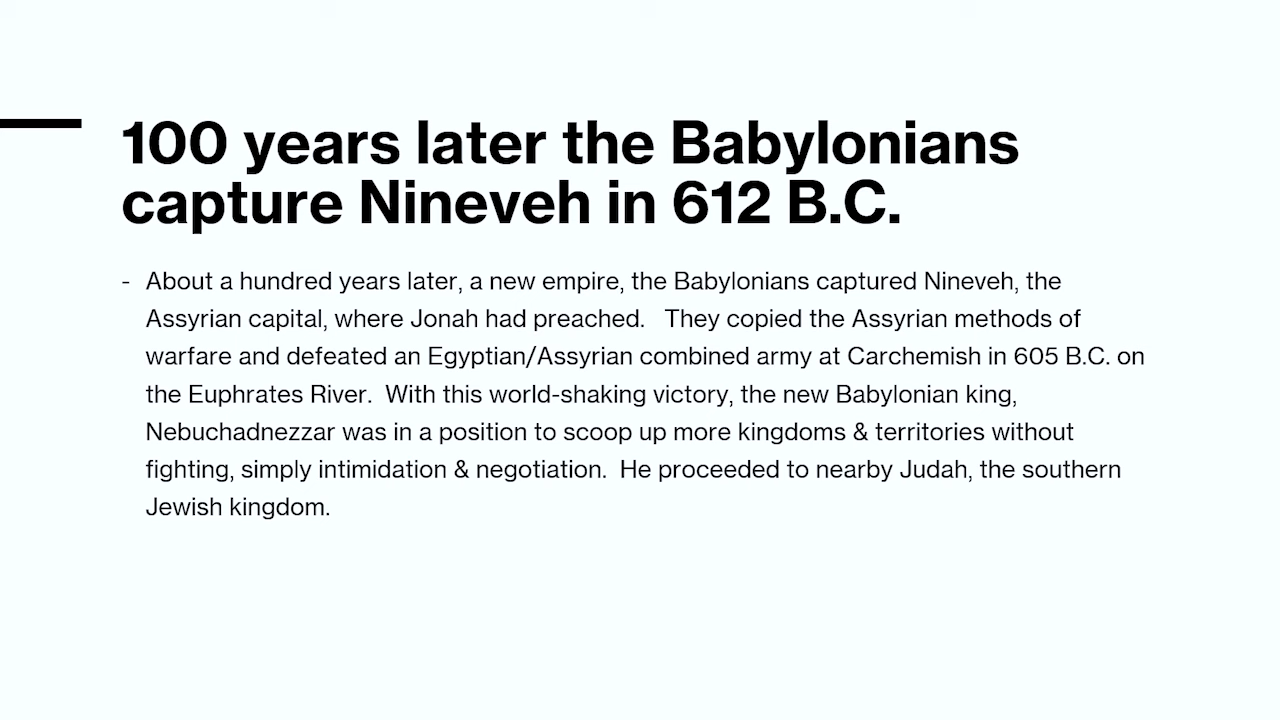 100 years later the Babylonians
capture Nineveh in 612 B.C.
- About a hundred years later, a new empire, the Babylonians captured Nineveh, the
Assyrian capital, where Jonah had preached.   They copied the Assyrian methods of
warfare and defeated an Egyptian/Assyrian combined army at Carchemish in 605 B.C. on
the Euphrates River.  With this world-shaking victory, the new Babylonian king,
Nebuchadnezzar was in a position to scoop up more kingdoms & territories without
fighting, simply intimidation & negotiation.  He proceeded to nearby Judah, the southern
Jewish kingdom.